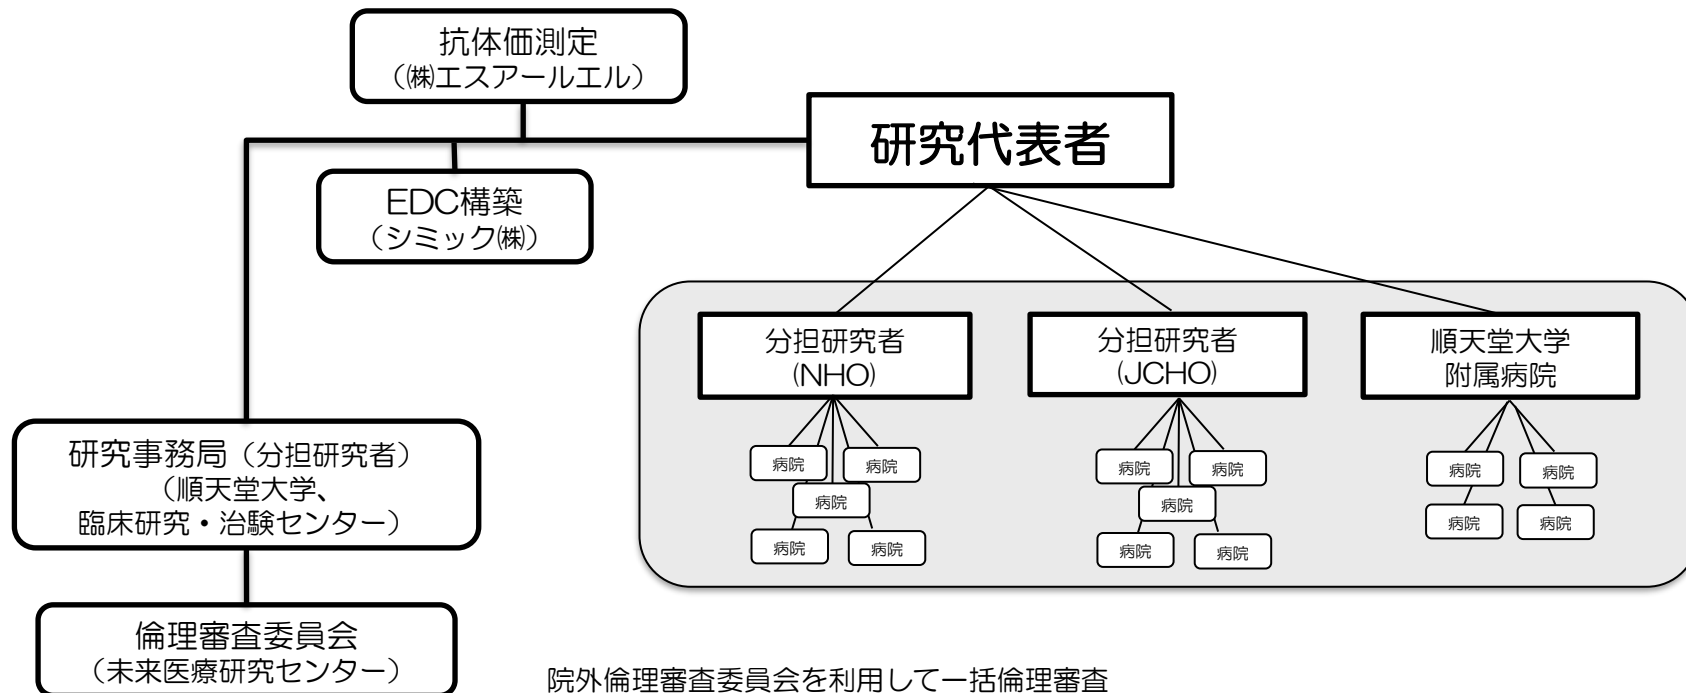 抗体価測定
（㈱エスアールエル）
研究代表者
EDC構築
（シミック㈱）
分担研究者
(NHO)
分担研究者
(JCHO)
順天堂大学
附属病院
病院
病院
病院
病院
病院
病院
病院
病院
病院
病院
病院
病院
病院
病院
研究事務局（分担研究者）
（順天堂大学、
臨床研究・治験センター）
倫理審査委員会
（未来医療研究センター）
院外倫理審査委員会を利用して一括倫理審査